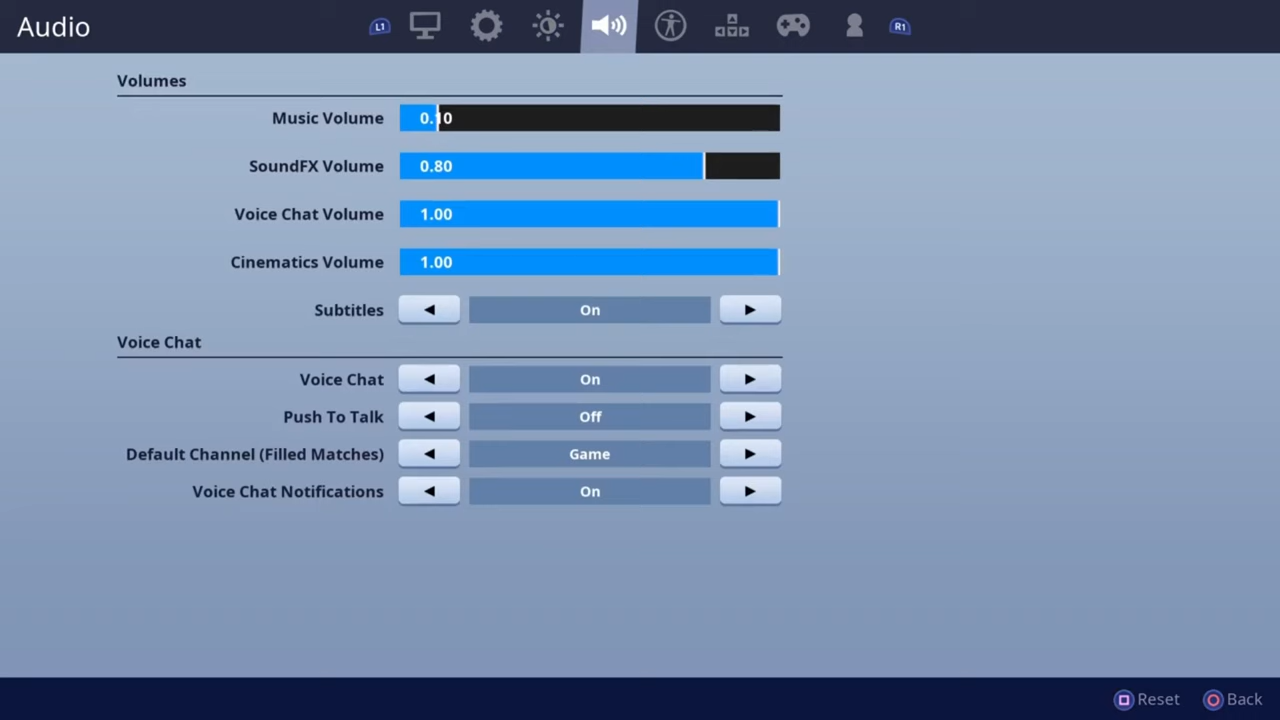 Audio
L1
R1
Volumes
Music Volume
0.10
SoundFX Volume
0.80
Voice Chat Volume
1.00
Cinematics Volume
1.00
Subtitles
On
Voice Chat
Voice Chat
On
Push To Talk
Off
Default Channel (Filled Matches)
Game
Voice Chat Notifications
On
Reset
Back